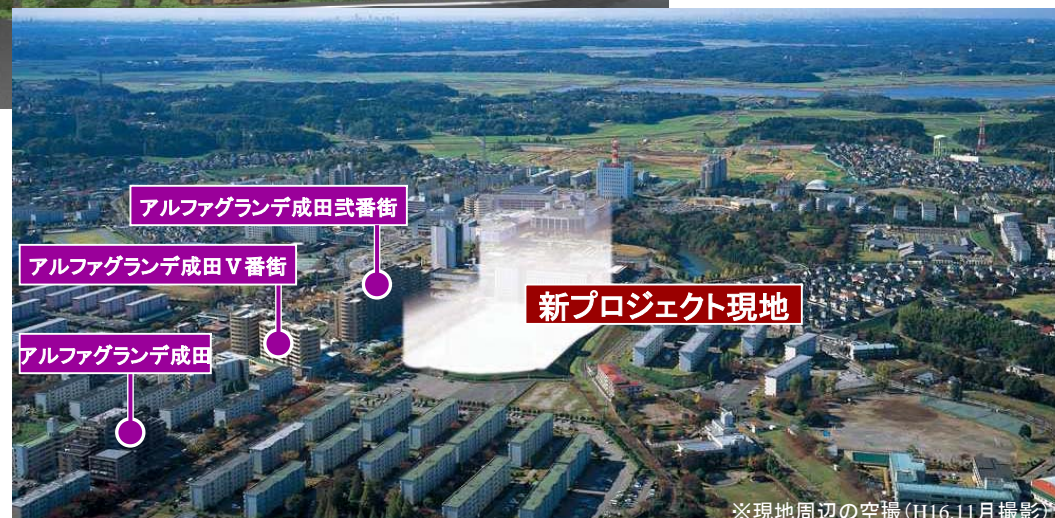 アルファグランデ成田弐番街
アルファグランデ成田Ⅴ番街
新プロジェクト現地
アルファグランデ成田
※現地周辺の空撮(H16.11月撮影)